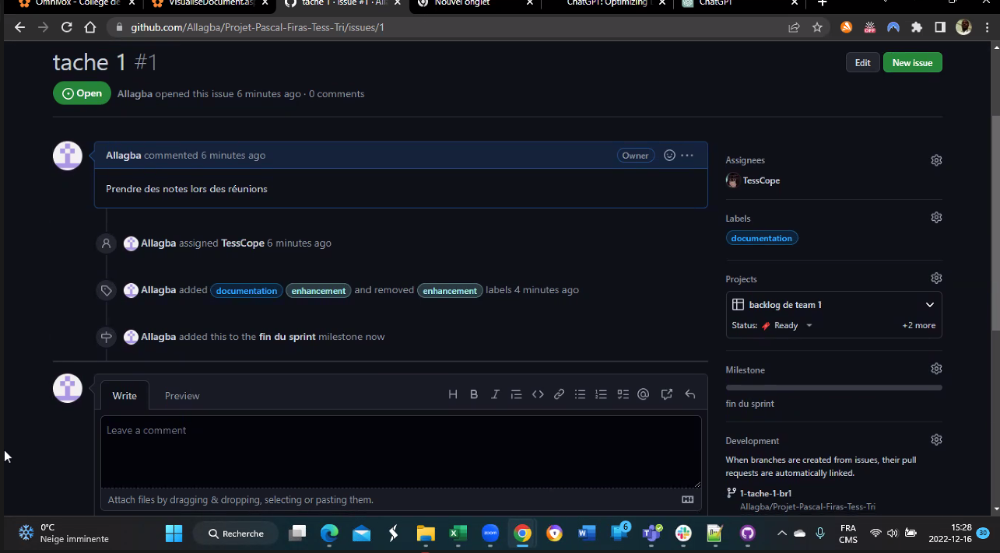 Omnivox - Collège de
VisualiseDocument.as
tache 1 · Issue #1 · All
Nouvel onglet
ChatGPT: Optimizing
ChatGPT
github.com/Allagba/Projet-Pascal-Firas-Tess-Tri/issues/1
OFF
tache 1 #1
Edit
New issue
Open
Allagba opened this issue 6 minutes ago · 0 comments
Allagba commented 6 minutes ago
Owner
Prendre des notes lors des réunions
Allagba assigned TessCope 6 minutes ago
Allagba added documentation enhancement and removed enhancement labels 4 minutes ago
Allagba added this to the fin du sprint milestone now
Write
Preview
Leave a comment
Attach files by dragging & dropping, selecting or pasting them.
Assignees
TessCope
Labels
documentation
Projects
backlog de team 1
Status: Ready
+2 more
Milestone
fin du sprint
Development
When branches are created from issues, their pull
requests are automatically linked.
1-tache-1-br1
Allagba/Projet-Pascal-Firas-Tess-Tri
0°C
Neige imminente
Recherche
zoom
6
FRA
CMS
15:28
2022-12-16
30